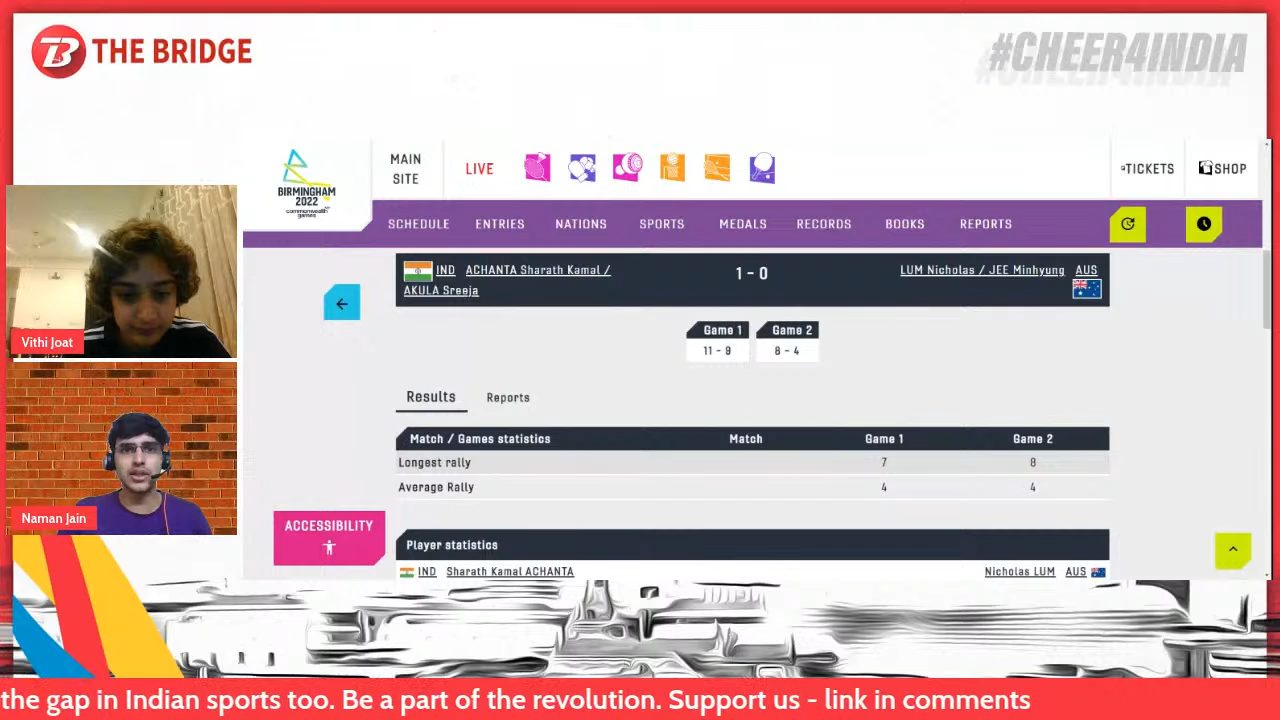 THE BRIDGE
#CHEER4INDIA
BIRMINGHAM
2022
commonwealth
games
MAIN
SITE
LIVE
TICKETS
SHOP
SCHEDULE ENTRIES NATIONS SPORTS MEDALS RECORDS BOOKS REPORTS
IND ACHANTA Sharath Kamal /
AKULA Sreeja
1 - 0
LUM Nicholas / JEE Minhyung AUS
Game 1 Game 2
11 - 9 8 - 4
Results Reports
Match / Games statistics Match Game 1 Game 2
Longest rally 7 8
Average Rally 4 4
Player statistics
IND Sharath Kamal ACHANTA Nicholas LUM AUS
ACCESSIBILITY
Vithi Joat
Naman Jain
the gap in Indian sports too. Be a part of the revolution. Support us - link in comments